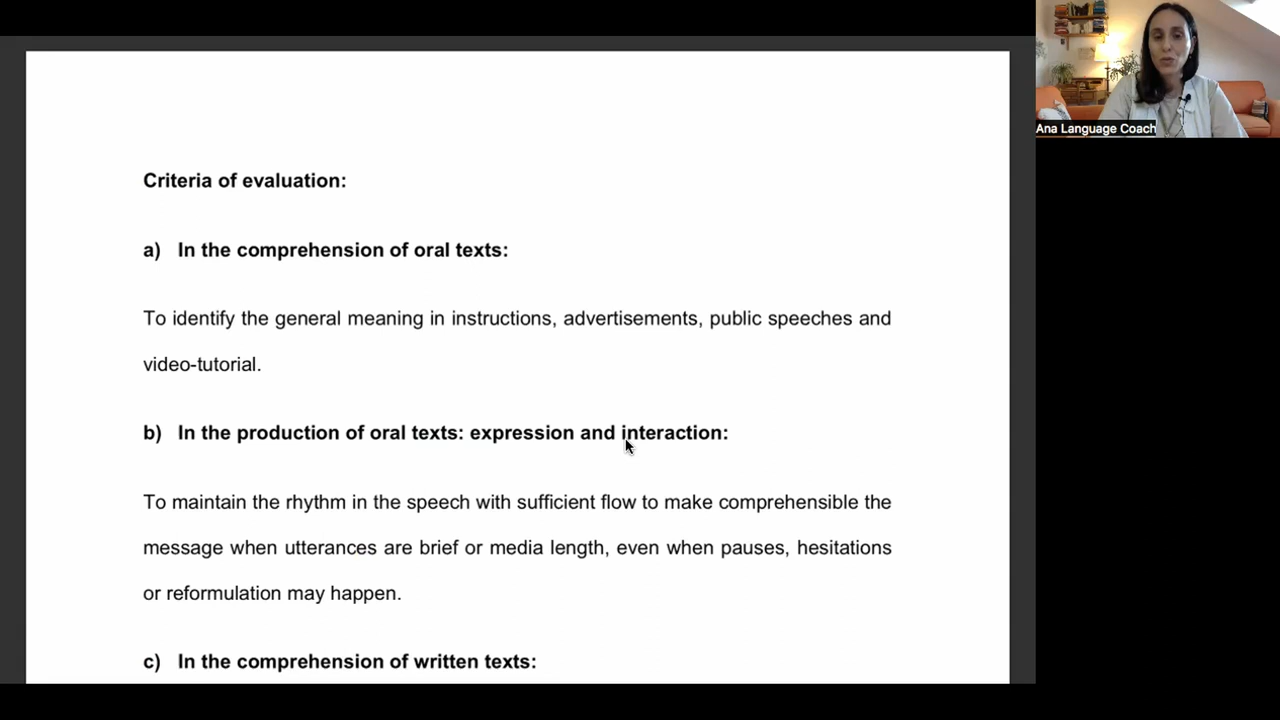 Criteria of evaluation:
a) In the comprehension of oral texts:
To identify the general meaning in instructions, advertisements, public speeches and
video-tutorial.
b) In the production of oral texts: expression and interaction:
To maintain the rhythm in the speech with sufficient flow to make comprehensible the
message when utterances are brief or media length, even when pauses, hesitations
or reformulation may happen.
c) In the comprehension of written texts:
Ana Language Coach